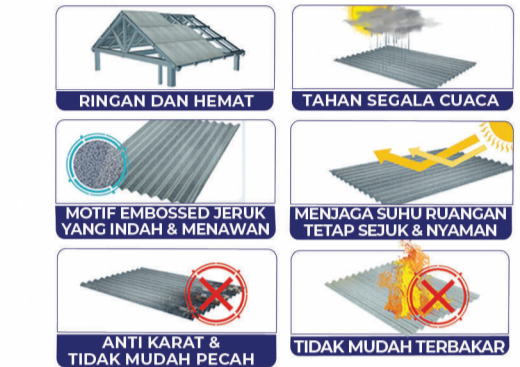 RINGAN DAN HEMAT
TAHAN SEGALA CUACA
MOTIF EMBOSSED JERUK
YANG INDAH & MENAWAN
MENJAGA SUHU RUANGAN
TETAP SEJUK & NYAMAN
ANTI KARAT &
TIDAK MUDAH PECAH
TIDAK MUDAH TERBAKAR